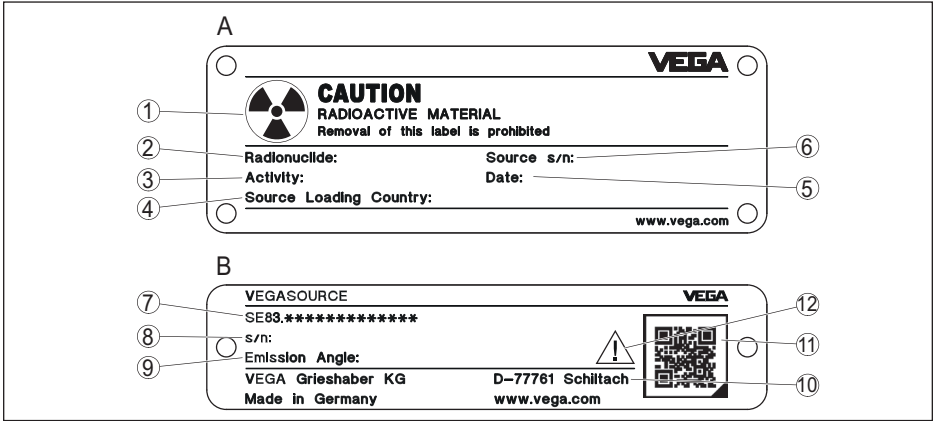 A
VEGA
CAUTION
RADIOACTIVE MATERIAL
Removal of this label is prohibited
1
2
Radionuclide:
Source s/n:
6
3
Activity:
Date:
5
4
Source Loading Country:
www.vega.com
B
7
VEGASOURCE
VEGA
12
SE83.*************
8
s/n:
11
9
Emission Angle:
VEGA Grieshaber KG
D-77761 Schiltach
10
Made in Germany
www.vega.com